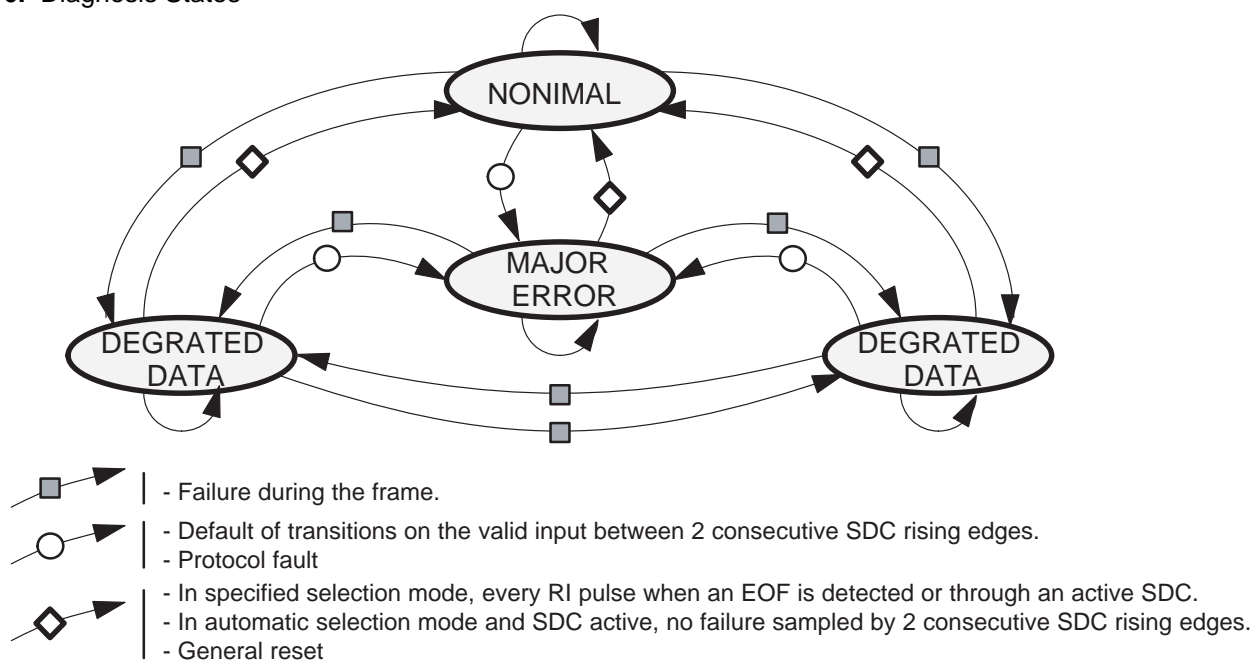 Diagnosis States
NONIMAL
MAJOR
ERROR
DEGRATED
DATA
DEGRATED
DATA
- Failure during the frame.
- Default of transitions on the valid input between 2 consecutive SDC rising edges.
- Protocol fault
- In specified selection mode, every RI pulse when an EOF is detected or through an active SDC.
- In automatic selection mode and SDC active, no failure sampled by 2 consecutive SDC rising edges.
- General reset